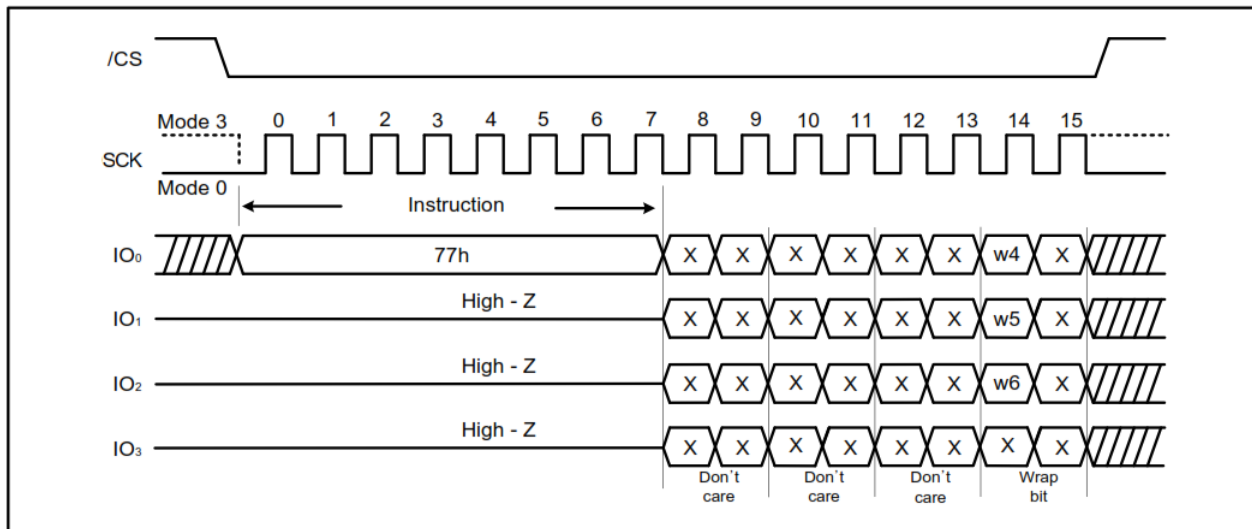 /CS
Mode 3 0 1 2 3 4 5 6 7 8 9 10 11 12 13 14 15
SCK
Mode 0
Instruction
IO0 77h X X X X X X w4 X
High - Z
IO1 X X X X X X w5 X
High - Z
IO2 X X X X X X w6 X
High - Z
IO3 X X X X X X X X
Don't Don't Don't Wrap
care care care bit